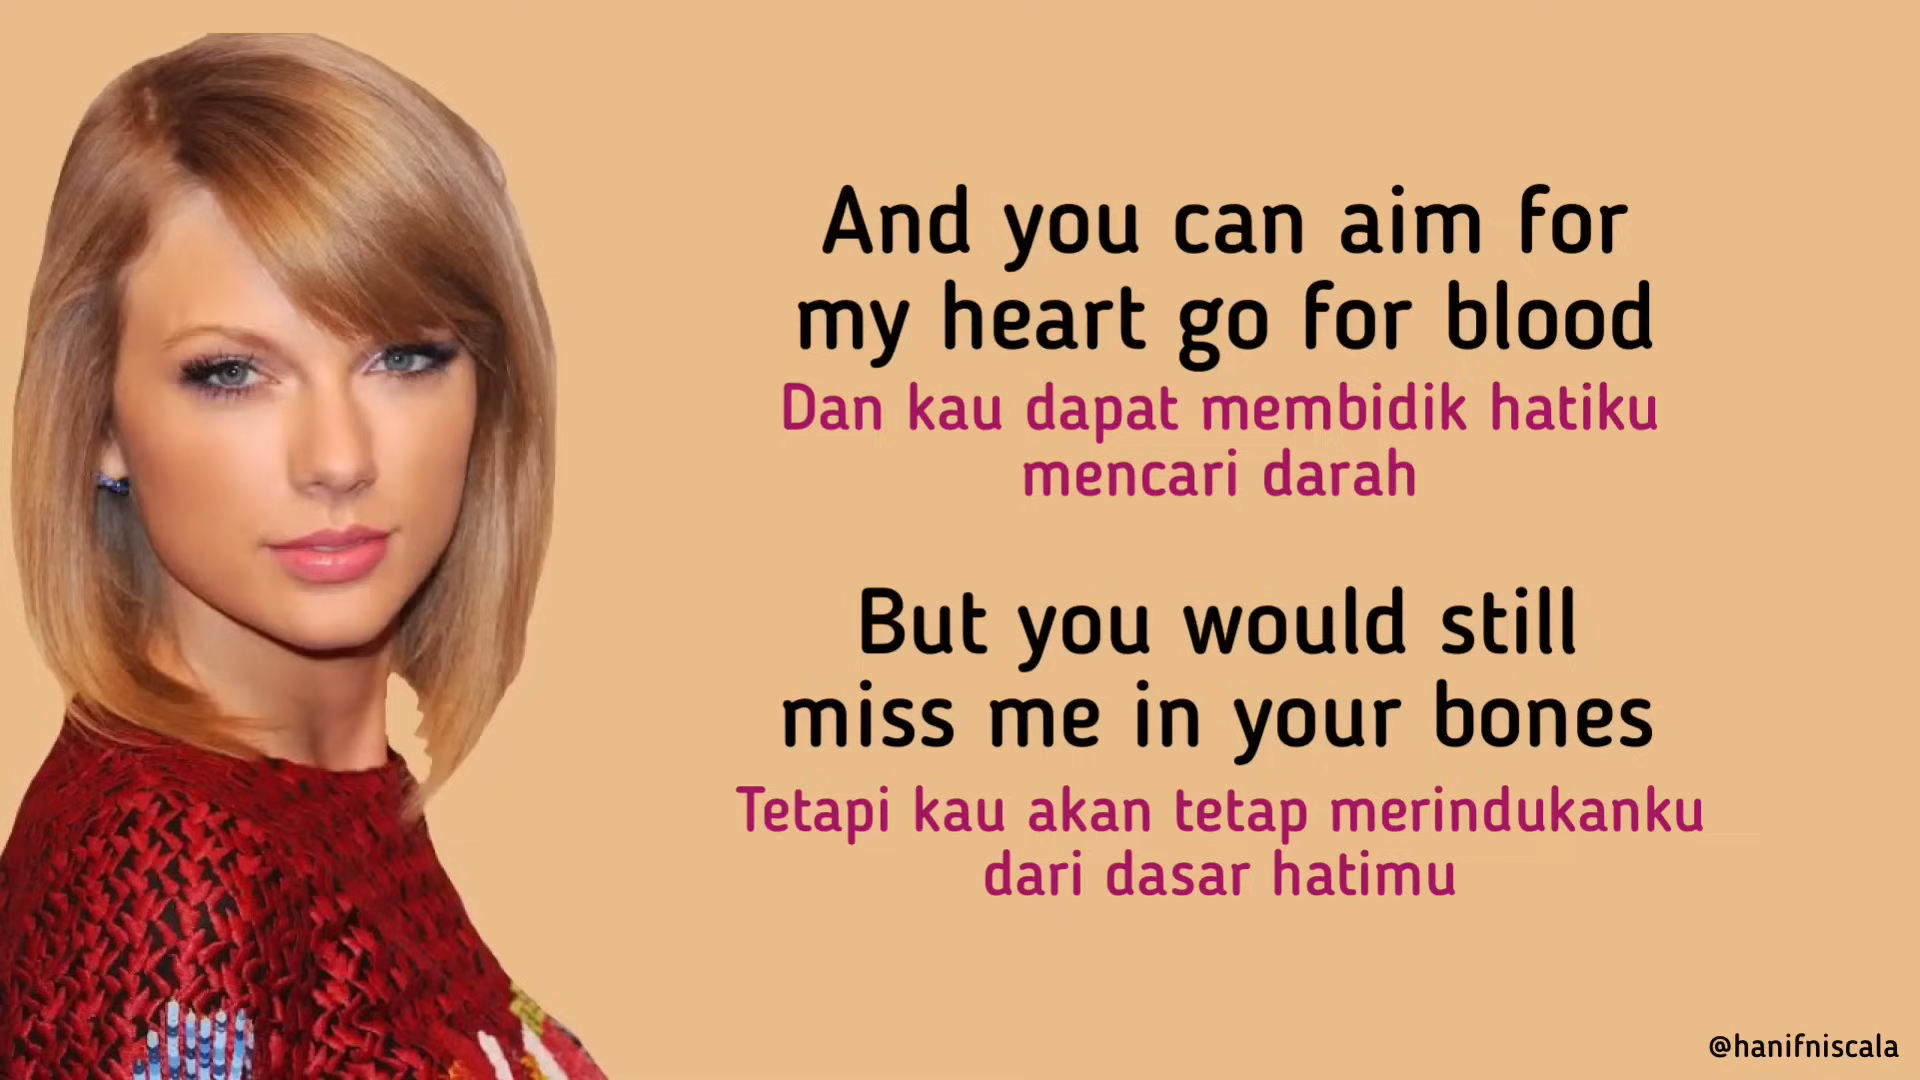 And you can aim for
my heart go for blood
Dan kau dapat membidik hatiku
mencari darah
But you would still
miss me in your bones
Tetapi kau akan tetap merindukanku
dari dasar hatimu
@hanifniscala